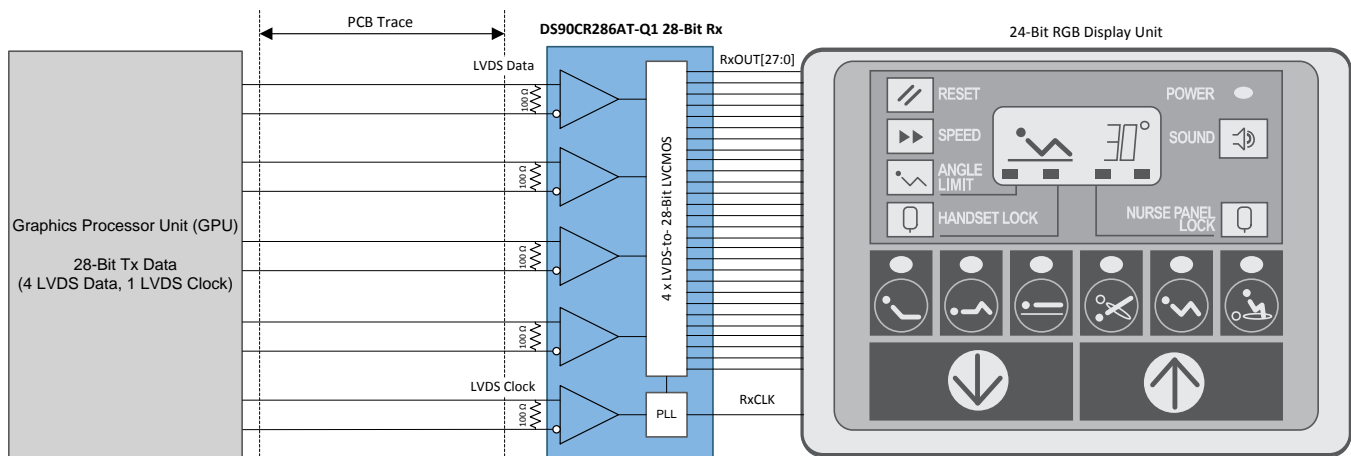 PCB Trace
DS90CR286AT-Q1 28-Bit Rx
24-Bit RGB Display Unit
LVDS Data
RxOUT[27:0]
100 Ω
100 Ω
100 Ω
100 Ω
LVDS Clock
100 Ω
Graphics Processor Unit (GPU)
28-Bit Tx Data
(4 LVDS Data, 1 LVDS Clock)
4 x LVDS-to- 28-Bit LVCMOS
PLL
RxCLK
RESET
POWER
SPEED
30°
SOUND
ANGLE
LIMIT
HANDSET LOCK
NURSE PANEL
LOCK